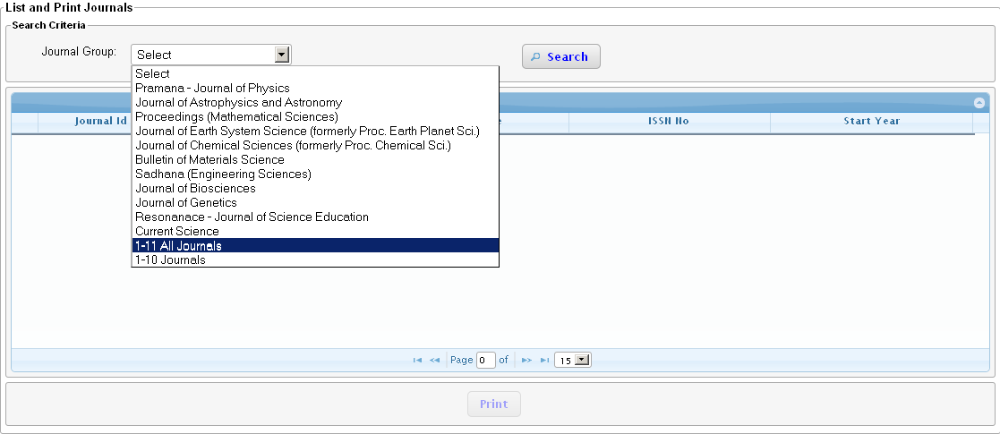 List and Print Journals
Search Criteria
Journal Group:
Select
Search
Select
Pramana - Journal of Physics
Journal of Astrophysics and Astronomy
Proceedings (Mathematical Sciences)
Journal of Earth System Science (formerly Proc. Earth Planet Sci.)
Journal of Chemical Sciences (formerly Proc. Chemical Sci.)
Bulletin of Materials Science
Sadhana (Engineering Sciences)
Journal of Biosciences
Journal of Genetics
Resonanace - Journal of Science Education
Current Science
1-11 All Journals
1-10 Journals
Journal Id ISSN No Start Year
Page 0 of 15
Print